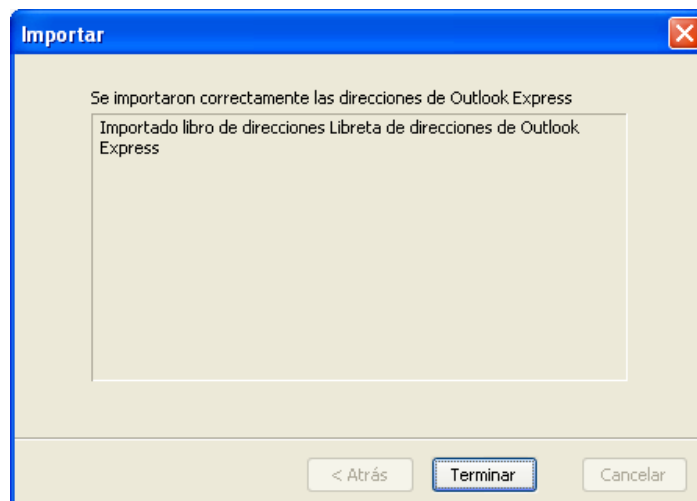 Importar
Se importaron correctamente las direcciones de Outlook Express
Importado libro de direcciones Libreta de direcciones de Outlook
Express
< Atrás
Terminar
Cancelar